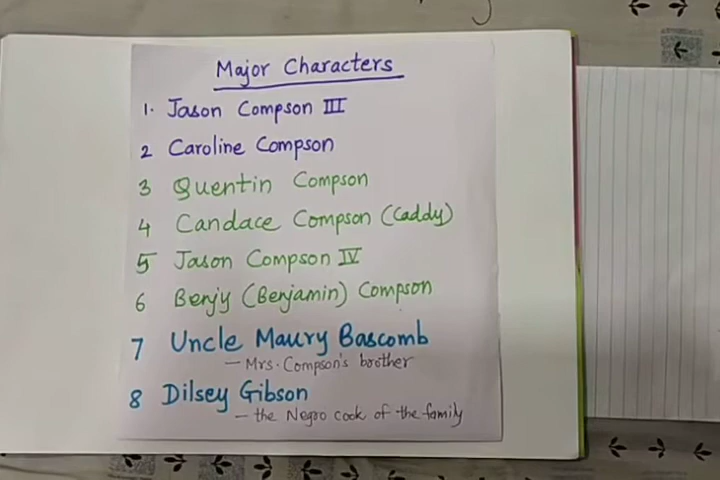 Major Characters
1. Jason Compson III
2 Caroline Compson
3 Quentin Compson
4 Candace Compson (Caddy)
5 Jason Compson IV
6 Benjy (Benjamin) Compson
7 Uncle Maury Bascomb
– Mrs. Compson's brother
8 Dilsey Gibson
– the Negro cook of the family